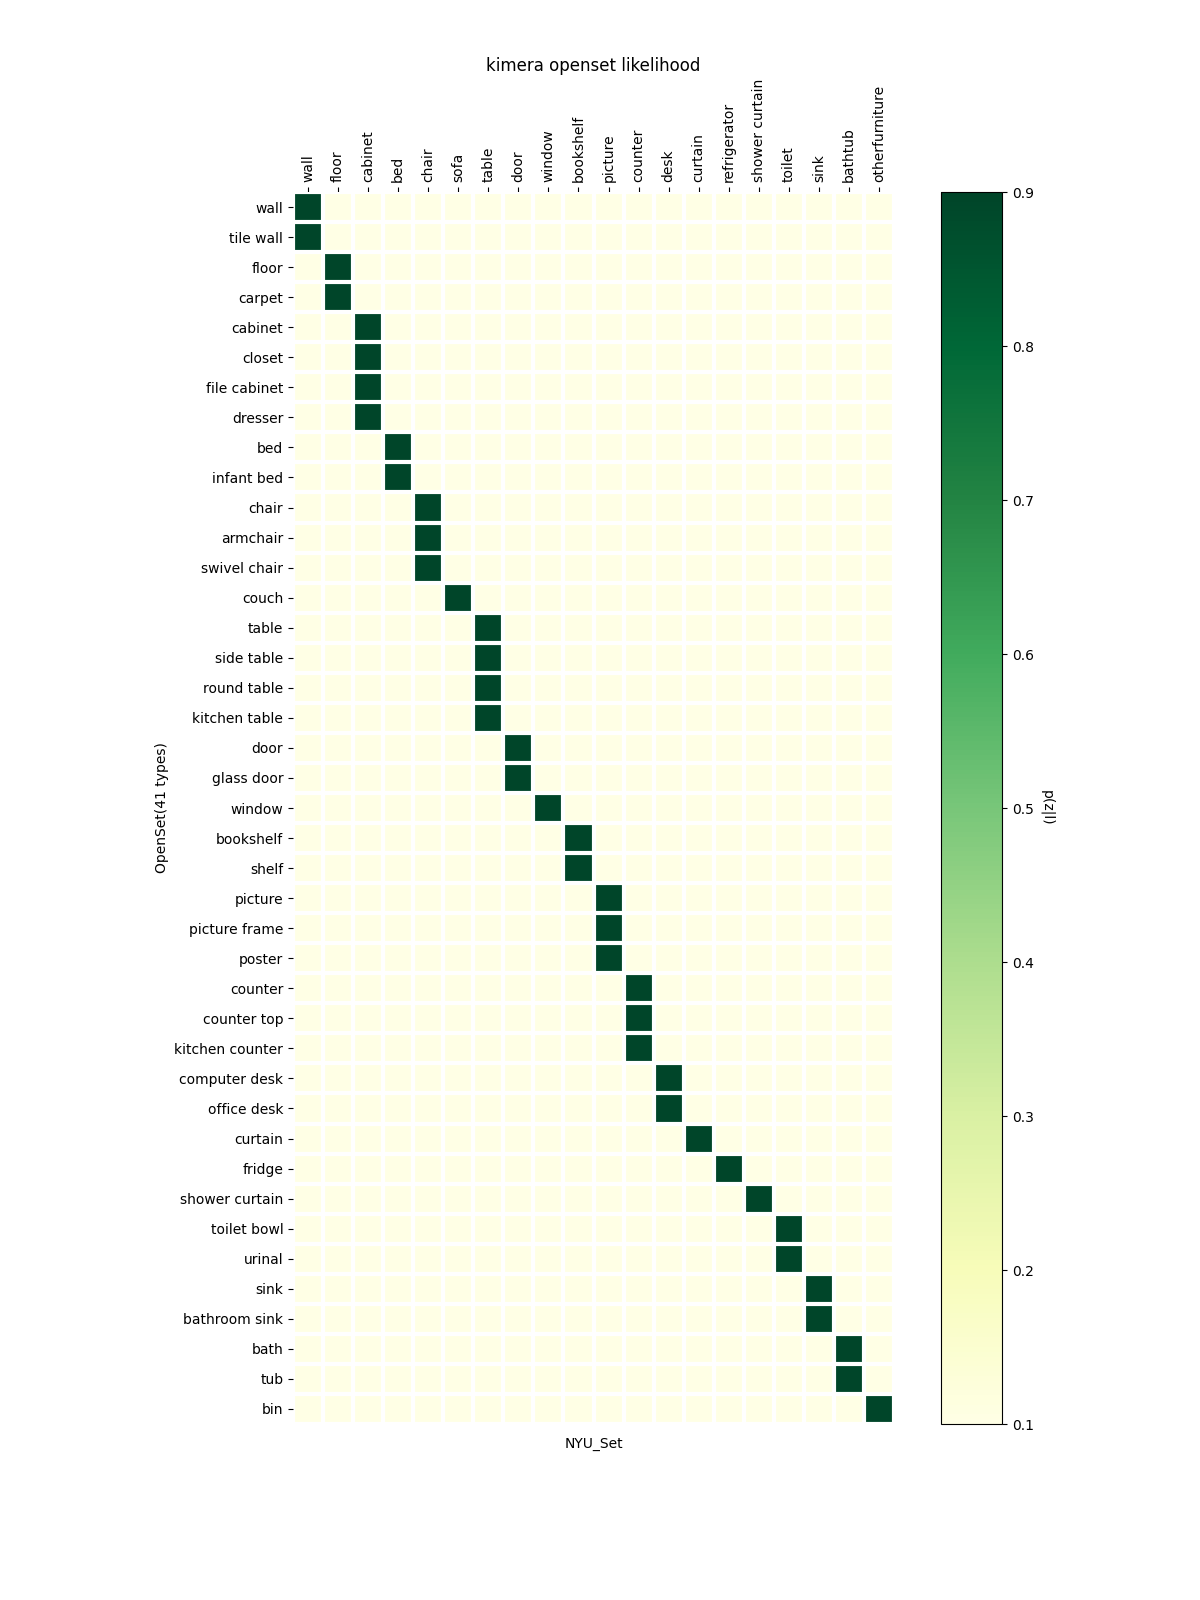 kimera openset likelihood
wall
floor
cabinet
bed
chair
sofa
table
door
window
bookshelf
picture
counter
desk
curtain
refrigerator
shower curtain
toilet
sink
bathtub
otherfurniture
wall
tile wall
floor
carpet
cabinet
closet
file cabinet
dresser
bed
infant bed
chair
armchair
swivel chair
couch
table
side table
round table
kitchen table
door
glass door
window
bookshelf
shelf
picture
picture frame
poster
counter
counter top
kitchen counter
computer desk
office desk
curtain
fridge
shower curtain
toilet bowl
urinal
sink
bathroom sink
bath
tub
bin
OpenSet(41 types)
NYU_Set
0.9
0.8
0.7
0.6
0.5
0.4
0.3
0.2
0.1
p(z|l)